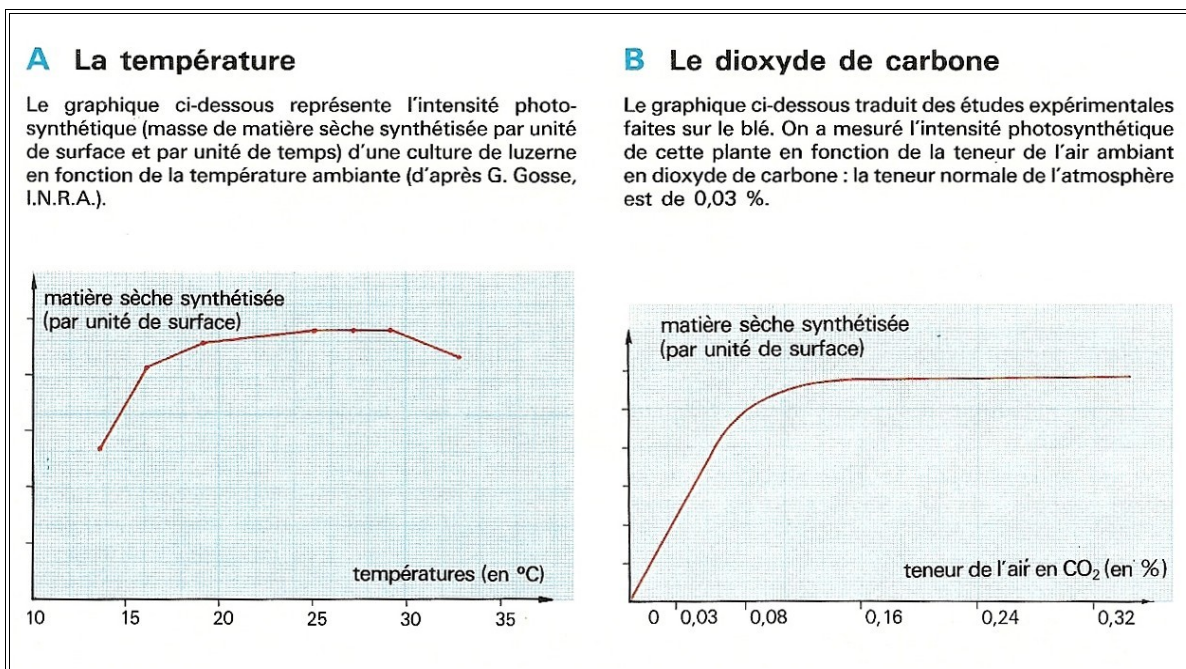 A La température
Le graphique ci-dessous représente l'intensité photo-
synthétique (masse de matière sèche synthétisée par unité
de surface et par unité de temps) d'une culture de luzerne
en fonction de la température ambiante (d'après G. Gosse,
I.N.R.A.).
matière sèche synthétisée
(par unité de surface)
températures (en °C)
10 15 20 25 30 35
B Le dioxyde de carbone
Le graphique ci-dessous traduit des études expérimentales
faites sur le blé. On a mesuré l'intensité photosynthétique
de cette plante en fonction de la teneur de l'air ambiant
en dioxyde de carbone : la teneur normale de l'atmosphère
est de 0,03 %.
matière sèche synthétisée
(par unité de surface)
teneur de l'air en CO₂ (en %)
0 0,03 0,08 0,16 0,24 0,32